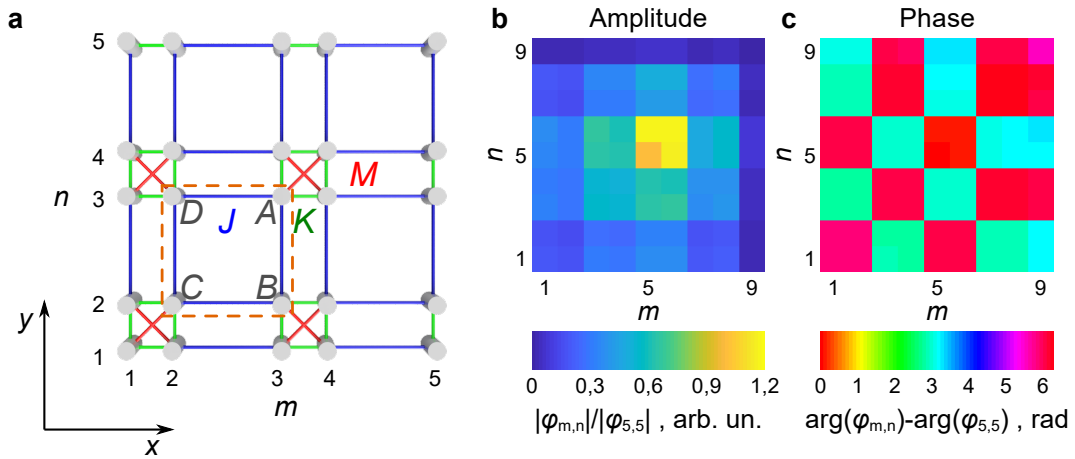 a
5
4
3
2
1
n
M
D
A
J
K
C
B
y
x
1
2
3
4
5
m
b
Amplitude
9
5
1
n
1
5
9
m
0
0,3
0,6
0,9
1,2
|φm,n|/|φ5,5| , arb. un.
c
Phase
9
5
1
n
1
5
9
m
0 1 2 3 4 5 6
arg(φm,n)-arg(φ5,5) , rad